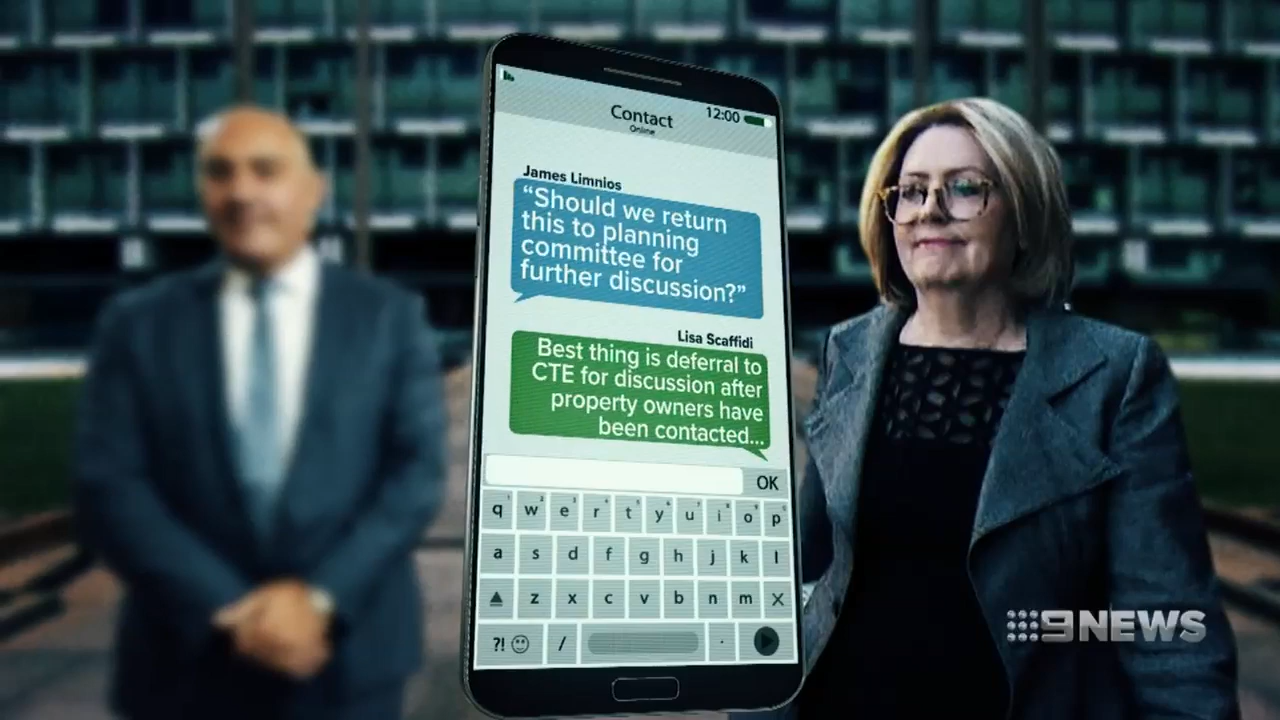 Contact
12:00
Online
James Limnios
“Should we return
this to planning
committee for
further discussion?”
Lisa Scaffidi
Best thing is deferral to
CTE for discussion after
property owners have
been contacted...
OK
q w e r t y u i o p
a s d f g h j k l
z x c v b n m X
?! / .
9NEWS